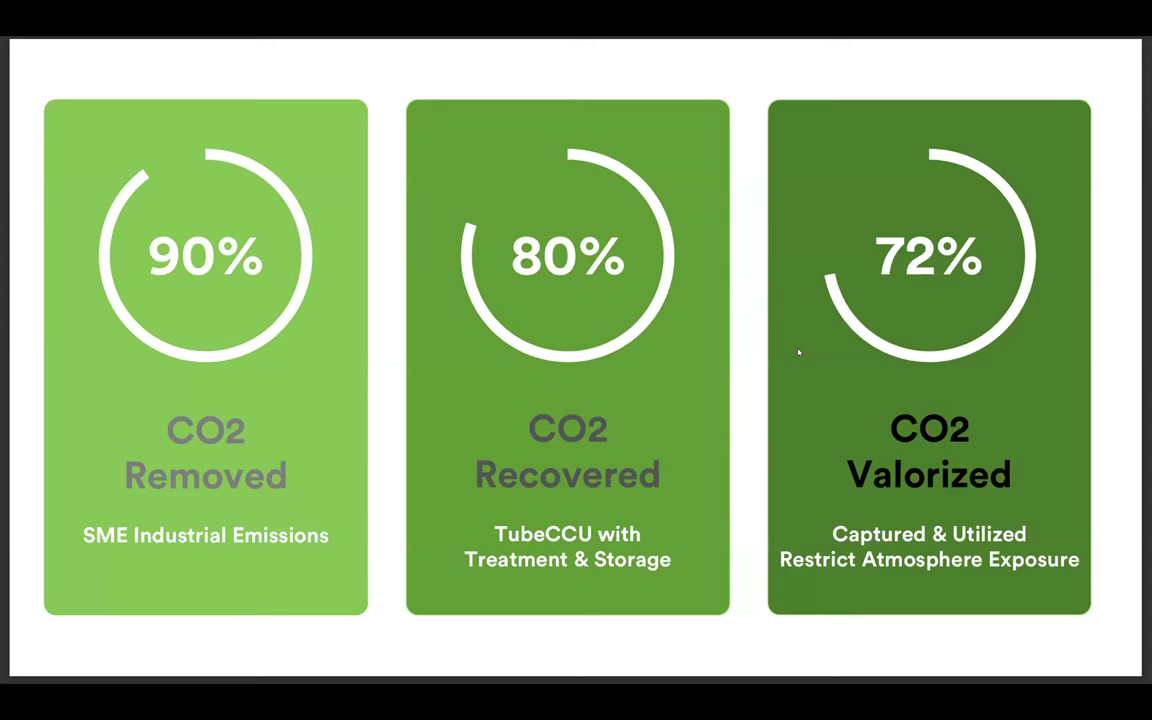 90%
CO2
Removed
SME Industrial Emissions
80%
CO2
Recovered
TubeCCU with
Treatment & Storage
72%
CO2
Valorized
Captured & Utilized
Restrict Atmosphere Exposure